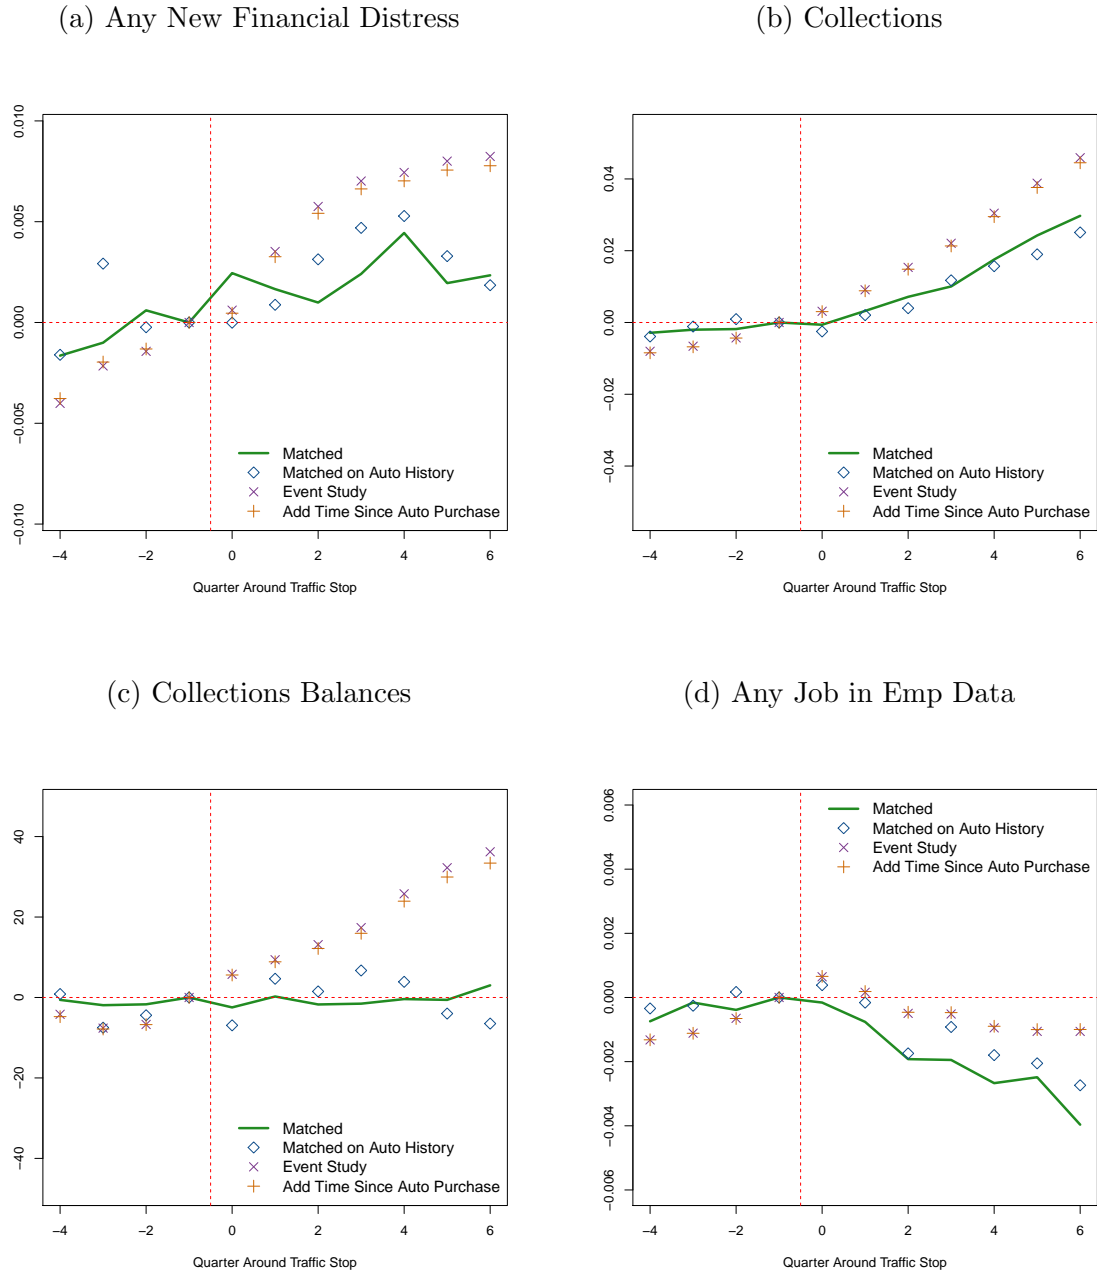 (a) Any New Financial Distress
0.010
0.005
0.000
−0.005
−0.010
Matched
Matched on Auto History
Event Study
Add Time Since Auto Purchase
−4 −2 0 2 4 6
Quarter Around Traffic Stop
(b) Collections
0.04
0.02
0.00
−0.02
−0.04
Matched
Matched on Auto History
Event Study
Add Time Since Auto Purchase
−4 −2 0 2 4 6
Quarter Around Traffic Stop
(c) Collections Balances
40
20
0
−20
−40
Matched
Matched on Auto History
Event Study
Add Time Since Auto Purchase
−4 −2 0 2 4 6
Quarter Around Traffic Stop
(d) Any Job in Emp Data
0.006
0.004
0.002
0.000
−0.002
−0.004
−0.006
Matched
Matched on Auto History
Event Study
Add Time Since Auto Purchase
−4 −2 0 2 4 6
Quarter Around Traffic Stop